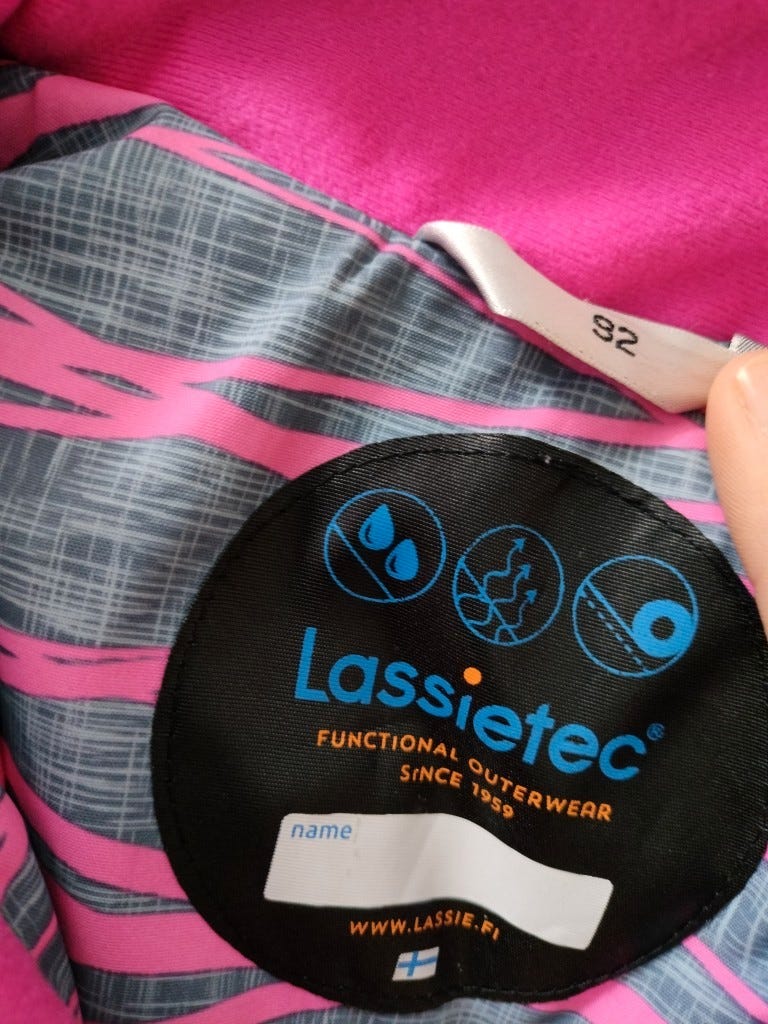 92
Lassietec®
FUNCTIONAL OUTERWEAR
SINCE 1959
name
WWW.LASSIE.FI